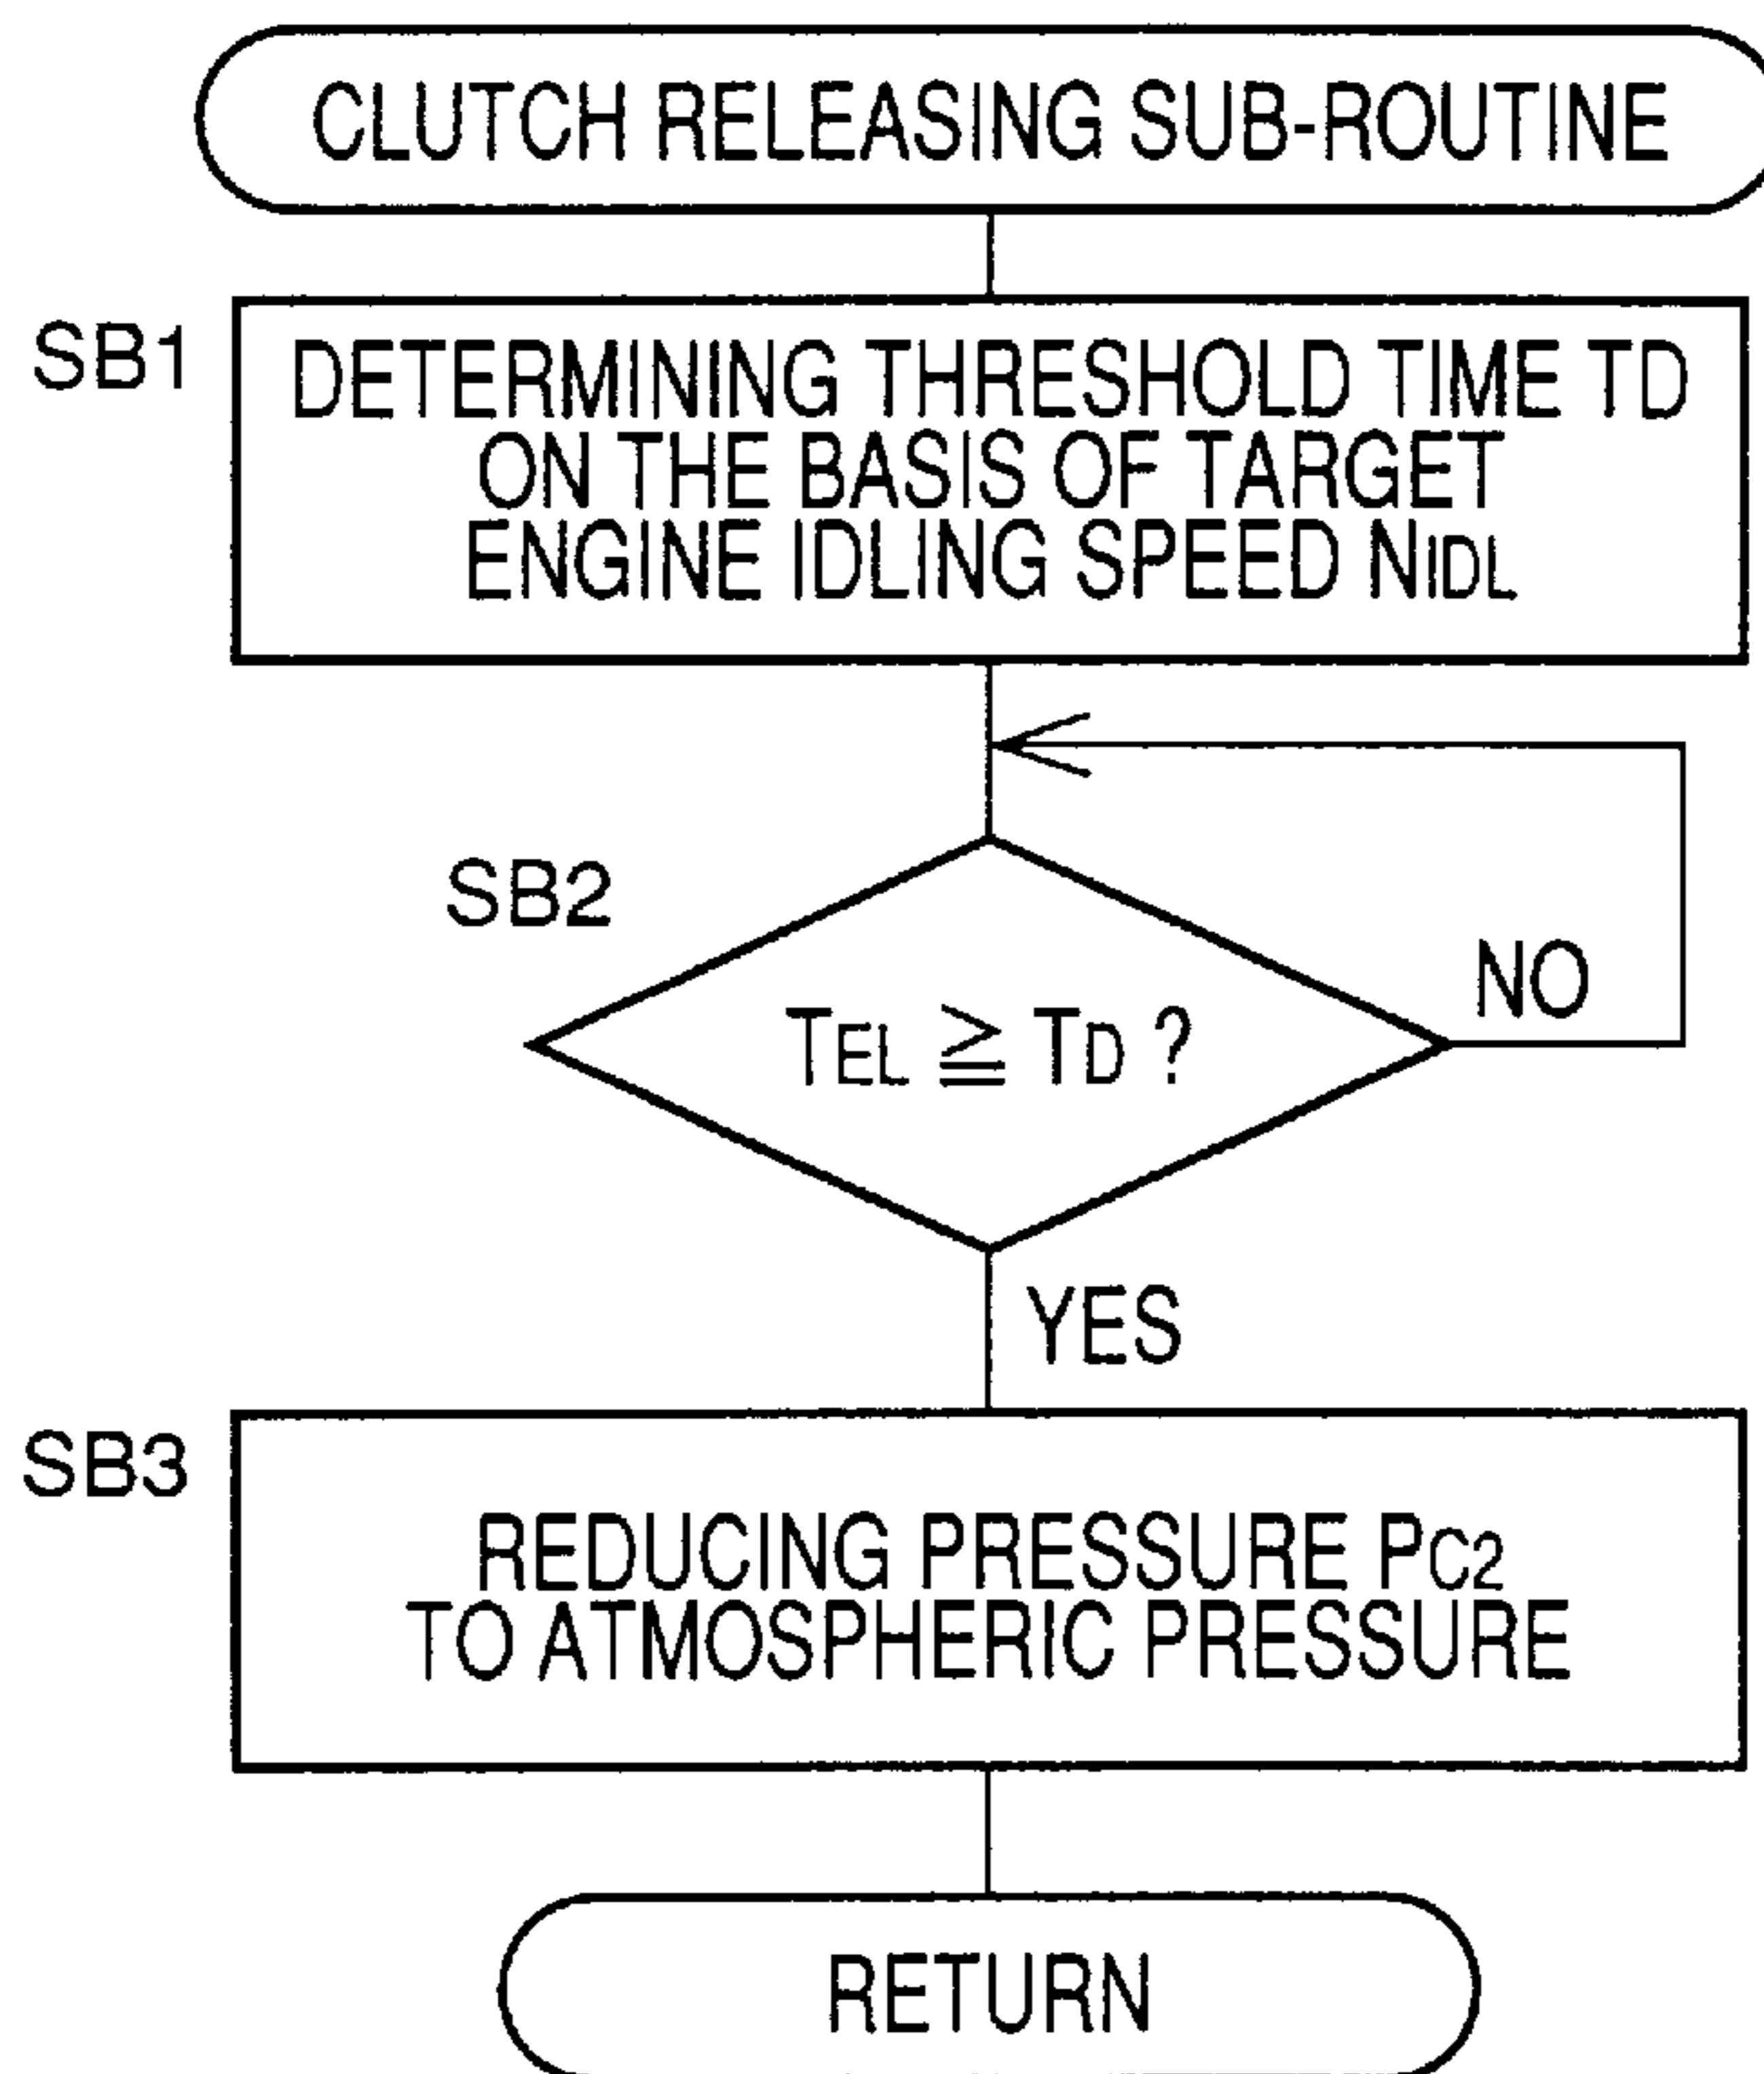 CLUTCH RELEASING SUB-ROUTINE
SB1
DETERMINING THRESHOLD TIME TD
ON THE BASIS OF TARGET
ENGINE IDLING SPEED NIDL
SB2
TEL ≧ TD ?
NO
YES
SB3
REDUCING PRESSURE PC2
TO ATMOSPHERIC PRESSURE
RETURN